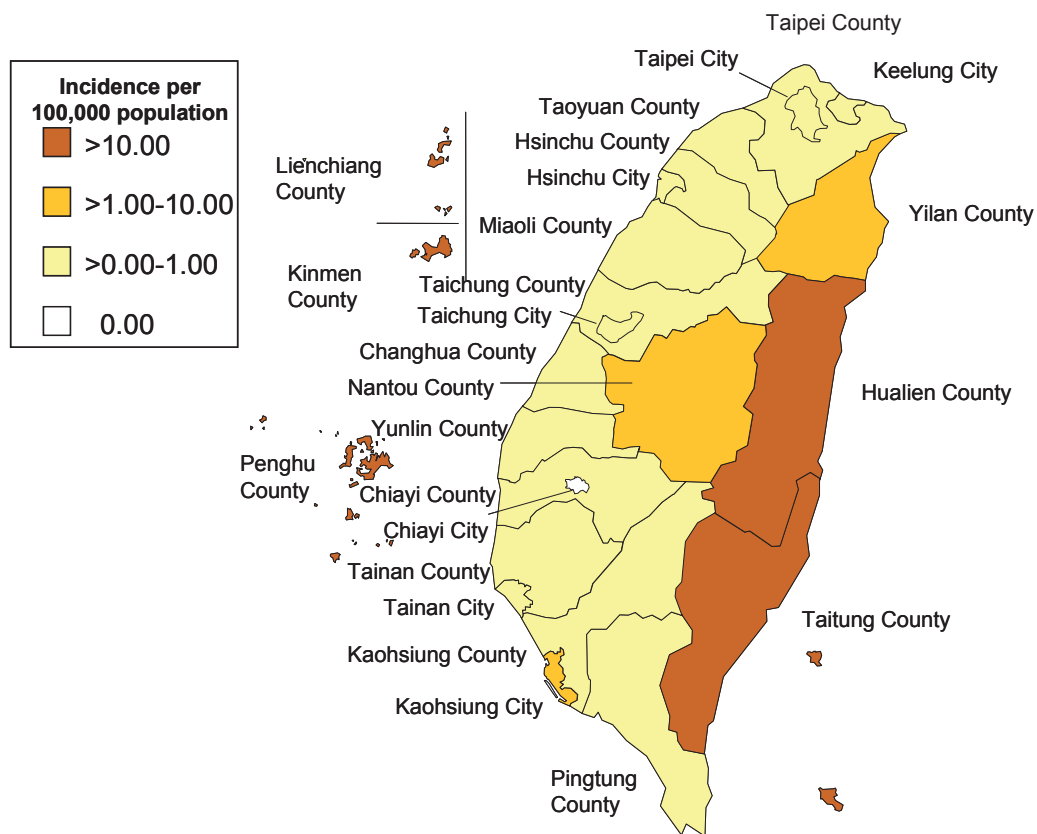 Taipei County
Taipei City
Keelung City
Incidence per
100,000 population
>10.00
>1.00-10.00
>0.00-1.00
0.00
Taoyuan County
Hsinchu County
Hsinchu City
Lienchiang
County
Miaoli County
Yilan County
Kinmen
County
Taichung County
Taichung City
Changhua County
Nantou County
Hualien County
Yunlin County
Penghu
County
Chiayi County
Chiayi City
Tainan County
Tainan City
Taitung County
Kaohsiung County
Kaohsiung City
Pingtung
County